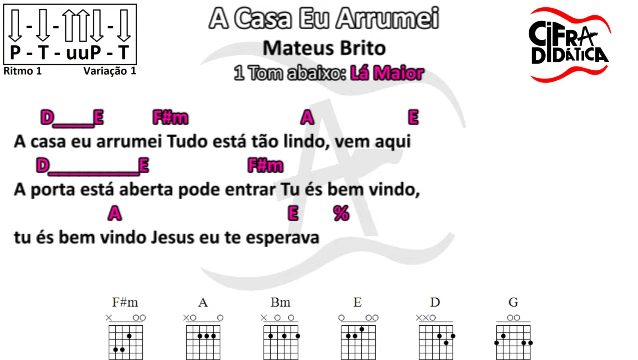 A Casa Eu Arrumei
Mateus Brito
1 Tom abaixo: Lá Maior
P - T - uuP - T
Ritmo 1 Variação 1
CIFRA
DIDÁTICA
D_____E F#m A E
A casa eu arrumei Tudo está tão lindo, vem aqui
D___________E F#m
A porta está aberta pode entrar Tu és bem vindo,
A E %
tu és bem vindo Jesus eu te esperava
F#m A Bm E D G